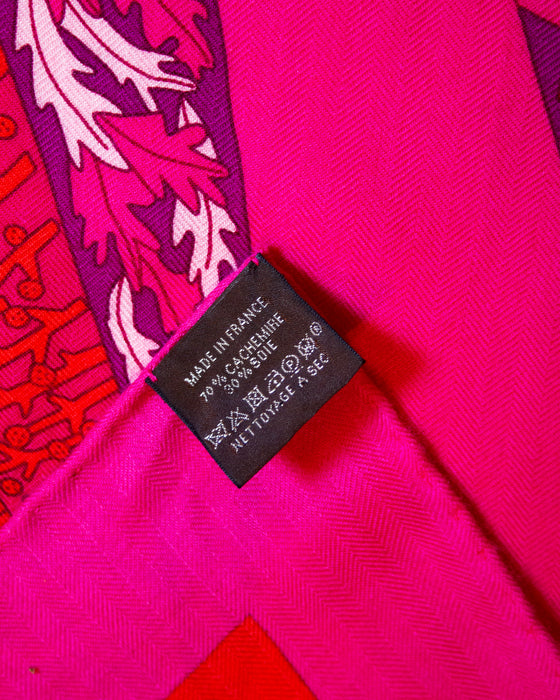 MADE IN FRANCE
70 % CACHEMIRE
30 % SOIE
NETTOYAGE A SEC